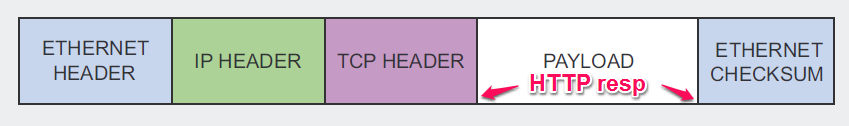 ETHERNET
HEADER
IP HEADER
TCP HEADER
PAYLOAD
HTTP resp
ETHERNET
CHECKSUM